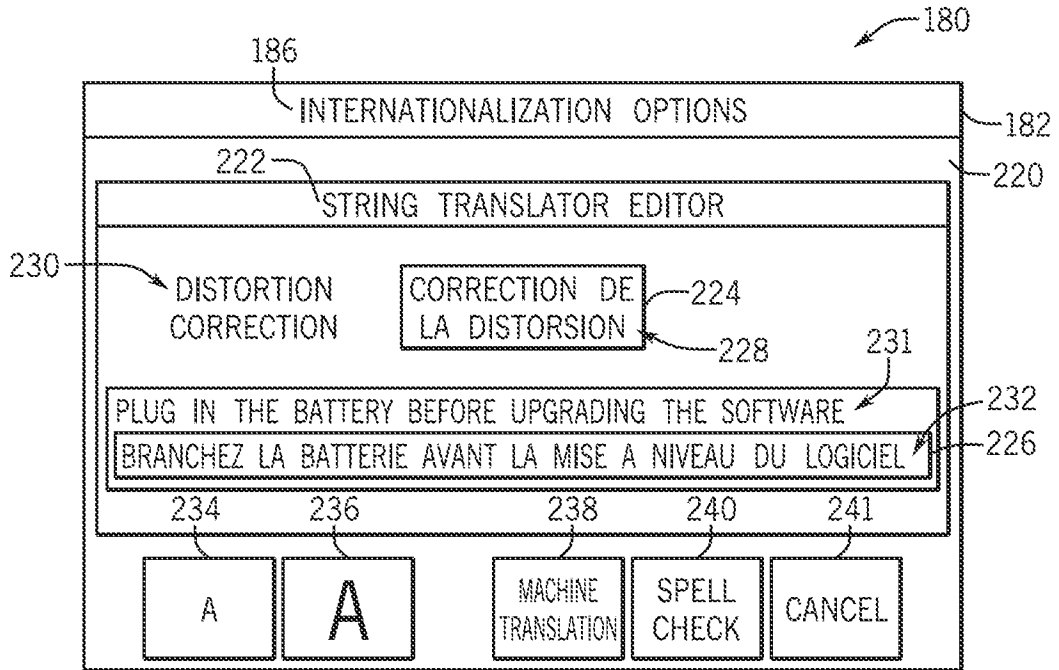 180
186
INTERNATIONALIZATION OPTIONS
182
220
222
STRING TRANSLATOR EDITOR
230
DISTORTION
CORRECTION
CORRECTION DE
LA DISTORSION
224
228
231
PLUG IN THE BATTERY BEFORE UPGRADING THE SOFTWARE
232
BRANCHEZ LA BATTERIE AVANT LA MISE A NIVEAU DU LOGICIEL
226
234 236 238 240 241
A
A
MACHINE
TRANSLATION
SPELL
CHECK
CANCEL